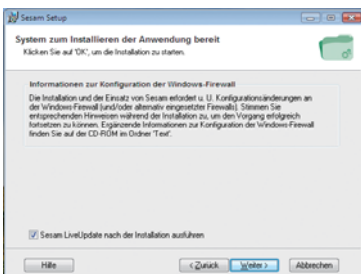 Sesam Setup
System zum Installieren der Anwendung bereit
Klicken Sie auf 'OK', um die Installation zu starten.
Informationen zur Konfiguration der Windows-Firewall
Die Installation und der Einsatz von Sesam erfordert u. U. Konfigurationsänderungen an
der Windows-Firewall (und/oder alternativ eingesetzter Firewalls). Stimmen Sie
entsprechenden Hinweisen während der Installation zu, um den Vorgang erfolgreich
fortsetzen zu können. Ergänzende Informationen zur Konfiguration der Windows-Firewall
finden Sie auf der CD-ROM im Ordner 'Text'.
Sesam LiveUpdate nach der Installation ausführen
Hilfe
< Zurück
Weiter >
Abbrechen